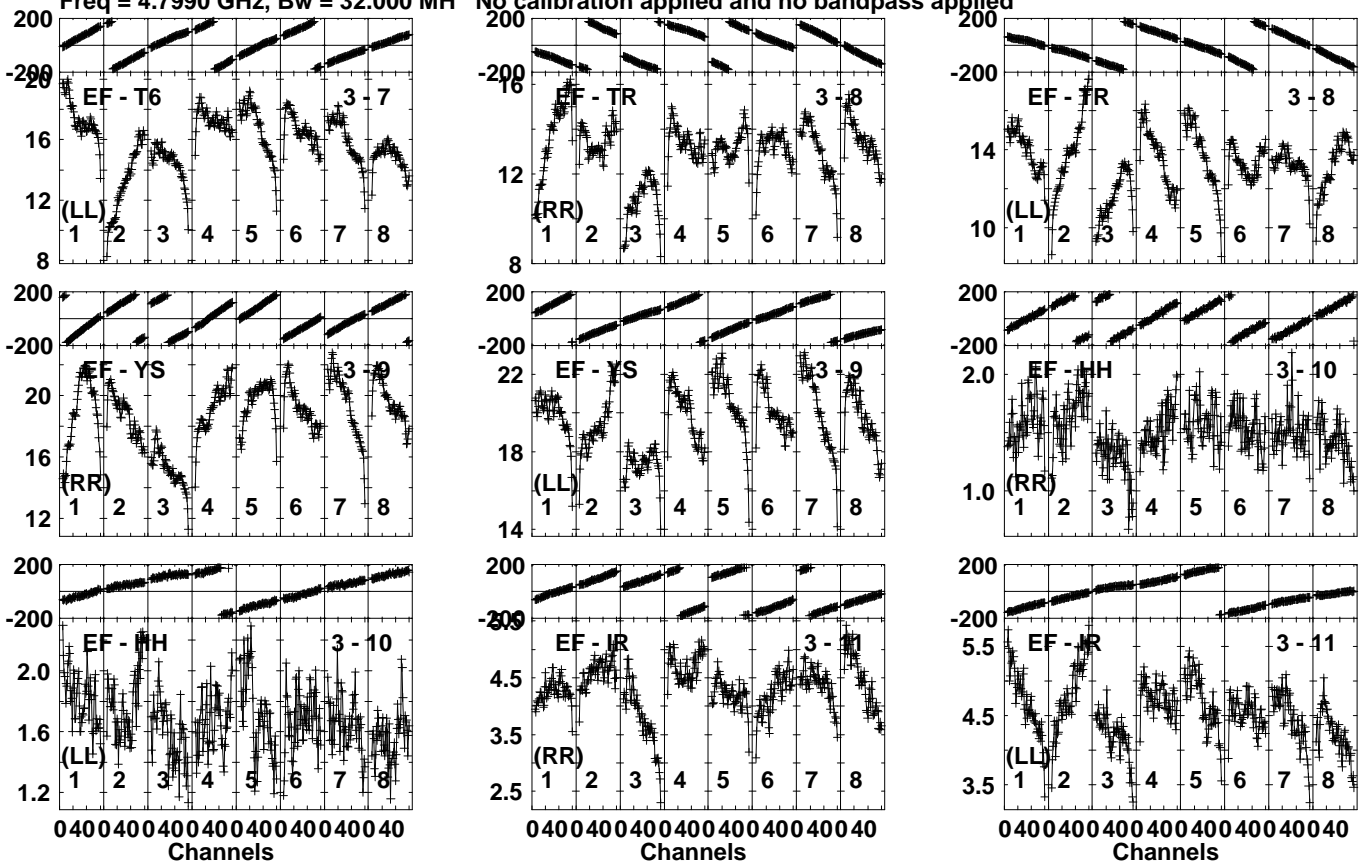 Freq = 4.7990 GHz, Bw = 32.000 MH No calibration applied and no bandpass applied
200 200 200
-200 -200
20 EF - T6 3 - 7 16 EF - TR 3 - 8 EF - TR 3 - 8
16 14
12 12 10
(LL) (RR) (LL)
1 2 3 4 5 6 7 8 1 2 3 4 5 6 7 8 1 2 3 4 5 6 7 8
8 8
200 200 200
-200 -200 -200
EF - YS 3 - 9 EF - YS 3 - 9 EF - HH 3 - 10
20 22 2.0
16 18 1.0
(RR) (LL) (RR)
1 2 3 4 5 6 7 8 1 2 3 4 5 6 7 8 1 2 3 4 5 6 7 8
12 14
200 200 200
-200 -200
EF - HH 3 - 10 EF - IR 3 - 11 EF - IR 3 - 11
2.0 4.5 5.5
1.6 3.5 4.5
(LL) (RR) (LL)
1 2 3 4 5 6 7 8 1 2 3 4 5 6 7 8 1 2 3 4 5 6 7 8
1.2 2.5 3.5
0 40 0 40 0 40 0 40 0 40 0 40 0 40 0 40 0 40 0 40 0 40 0 40 0 40 0 40 0 40 0 40 0 40 0 40 0 40 0 40 0 40 0 40 0 40 0 40
Channels Channels Channels